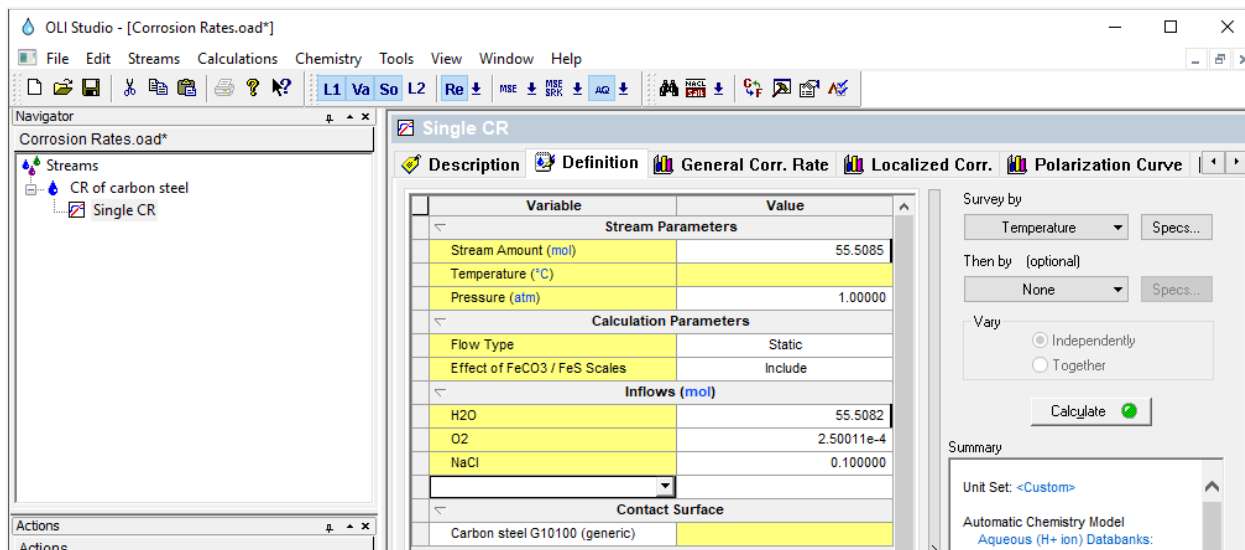 OLI Studio - [Corrosion Rates.oad*]
File Edit Streams Calculations Chemistry Tools View Window Help
L1 Va So L2 Re MSE MSE SRK AQ NACL
Navigator
Corrosion Rates.oad*
Streams
CR of carbon steel
Single CR
Actions
Actions
Single CR
Description Definition General Corr. Rate Localized Corr. Polarization Curve
Variable Value
Stream Parameters
Stream Amount (mol) 55.5085
Temperature (°C)
Pressure (atm) 1.00000
Calculation Parameters
Flow Type Static
Effect of FeCO3 / FeS Scales Include
Inflows (mol)
H2O 55.5082
O2 2.50011e-4
NaCl 0.100000
Contact Surface
Carbon steel G10100 (generic)
Survey by
Temperature Specs...
Then by (optional)
None Specs...
Vary
Independently
Together
Calculate
Summary
Unit Set: <Custom>
Automatic Chemistry Model
Aqueous (H+ ion) Databanks: